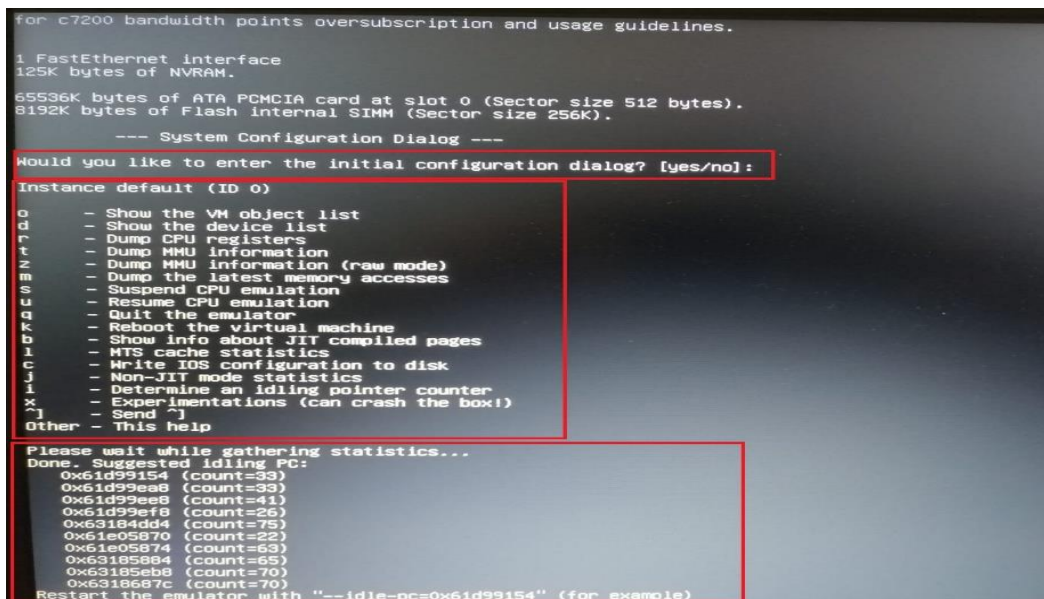 for c7200 bandwidth points oversubscription and usage guidelines.
1 FastEthernet interface
125K bytes of NVRAM.
65536K bytes of ATA PCMCIA card at slot 0 (Sector size 512 bytes).
8192K bytes of Flash internal SIMM (Sector size 256K).
--- System Configuration Dialog ---
Would you like to enter the initial configuration dialog? [yes/no]:
Instance default (ID 0)
o - Show the VM object list
d - Show the device list
r - Dump CPU registers
t - Dump MMU information
z - Dump MMU information (raw mode)
m - Dump the latest memory accesses
s - Suspend CPU emulation
u - Resume CPU emulation
q - Quit the emulator
k - Reboot the virtual machine
b - Show info about JIT compiled pages
l - MTS cache statistics
c - Write IOS configuration to disk
j - Non-JIT mode statistics
i - Determine an idling pointer counter
x - Experimentations (can crash the box!)
^] - Send ^]
Other - This help
Please wait while gathering statistics...
Done. Suggested idling PC:
0x61d99154 (count=33)
0x61d99ea8 (count=33)
0x61d99ee8 (count=41)
0x61d99ef8 (count=26)
0x63184dd4 (count=75)
0x61e05870 (count=22)
0x61e05874 (count=63)
0x63185884 (count=65)
0x63185eb8 (count=70)
0x6318687c (count=70)
Restart the emulator with "--idle-pc=0x61d99154" (for example)